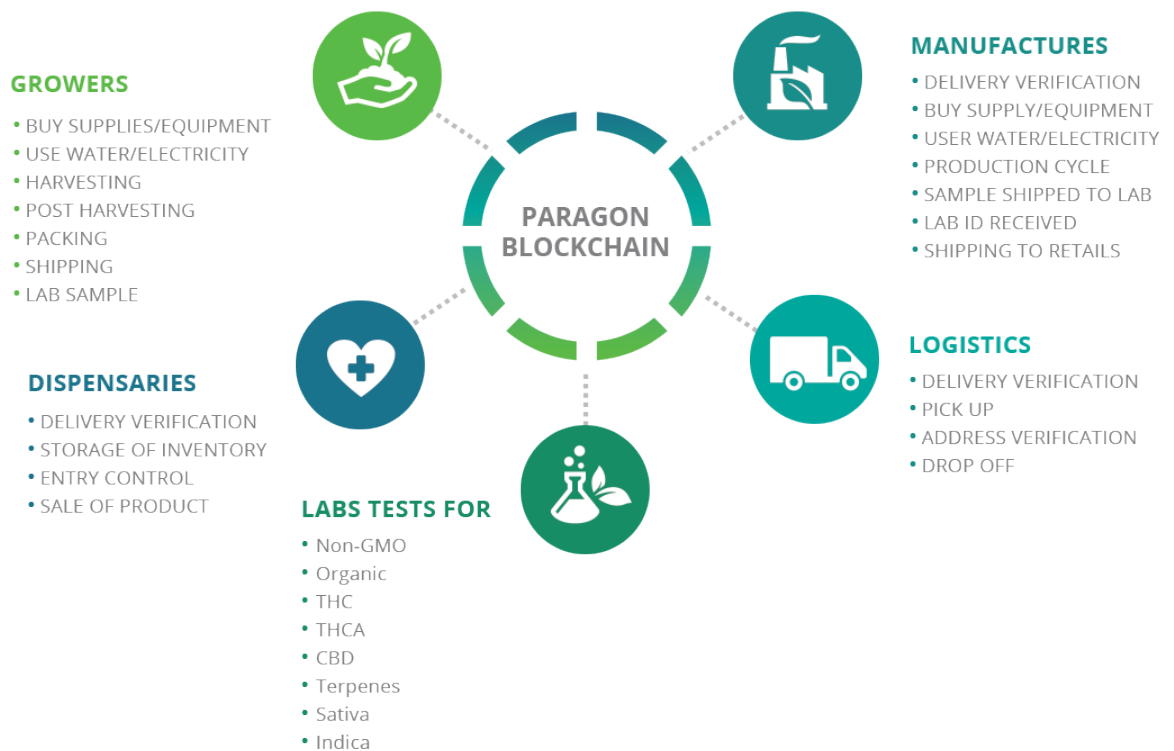 GROWERS
• BUY SUPPLIES/EQUIPMENT
• USE WATER/ELECTRICITY
• HARVESTING
• POST HARVESTING
• PACKING
• SHIPPING
• LAB SAMPLE
PARAGON
BLOCKCHAIN
MANUFACTURES
• DELIVERY VERIFICATION
• BUY SUPPLY/EQUIPMENT
• USER WATER/ELECTRICITY
• PRODUCTION CYCLE
• SAMPLE SHIPPED TO LAB
• LAB ID RECEIVED
• SHIPPING TO RETAILS
DISPENSARIES
• DELIVERY VERIFICATION
• STORAGE OF INVENTORY
• ENTRY CONTROL
• SALE OF PRODUCT
LOGISTICS
• DELIVERY VERIFICATION
• PICK UP
• ADDRESS VERIFICATION
• DROP OFF
LABS TESTS FOR
• Non-GMO
• Organic
• THC
• THCA
• CBD
• Terpenes
• Sativa
• Indica